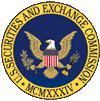 U.S. SECURITIES AND EXCHANGE COMMISSION
MCMXXXIV